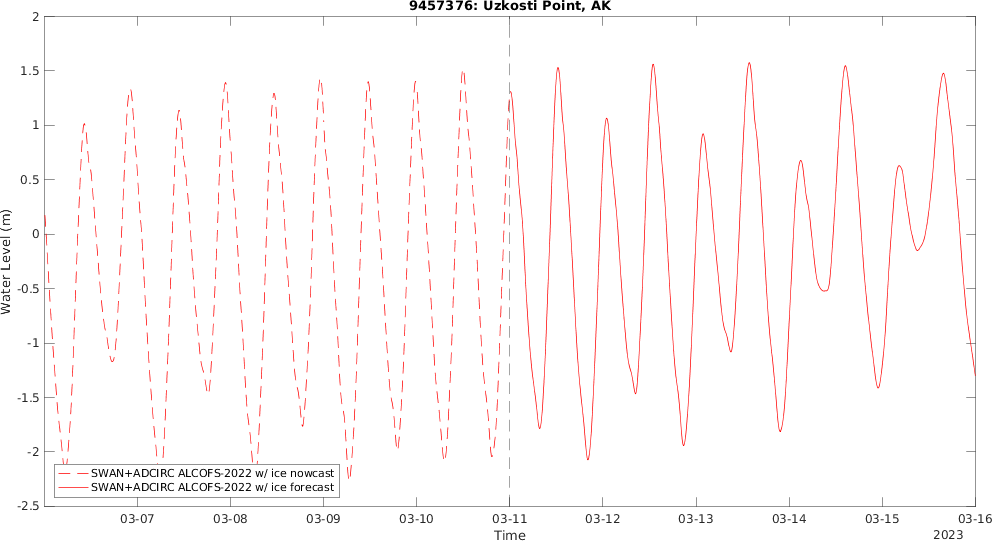 9457376: Uzkosti Point, AK
2
1.5
1
0.5
0
-0.5
-1
-1.5
-2
-2.5
Water Level (m)
SWAN+ADCIRC ALCOFS-2022 w/ ice nowcast
SWAN+ADCIRC ALCOFS-2022 w/ ice forecast
03-07 03-08 03-09 03-10 03-11 03-12 03-13 03-14 03-15 03-16
Time
2023